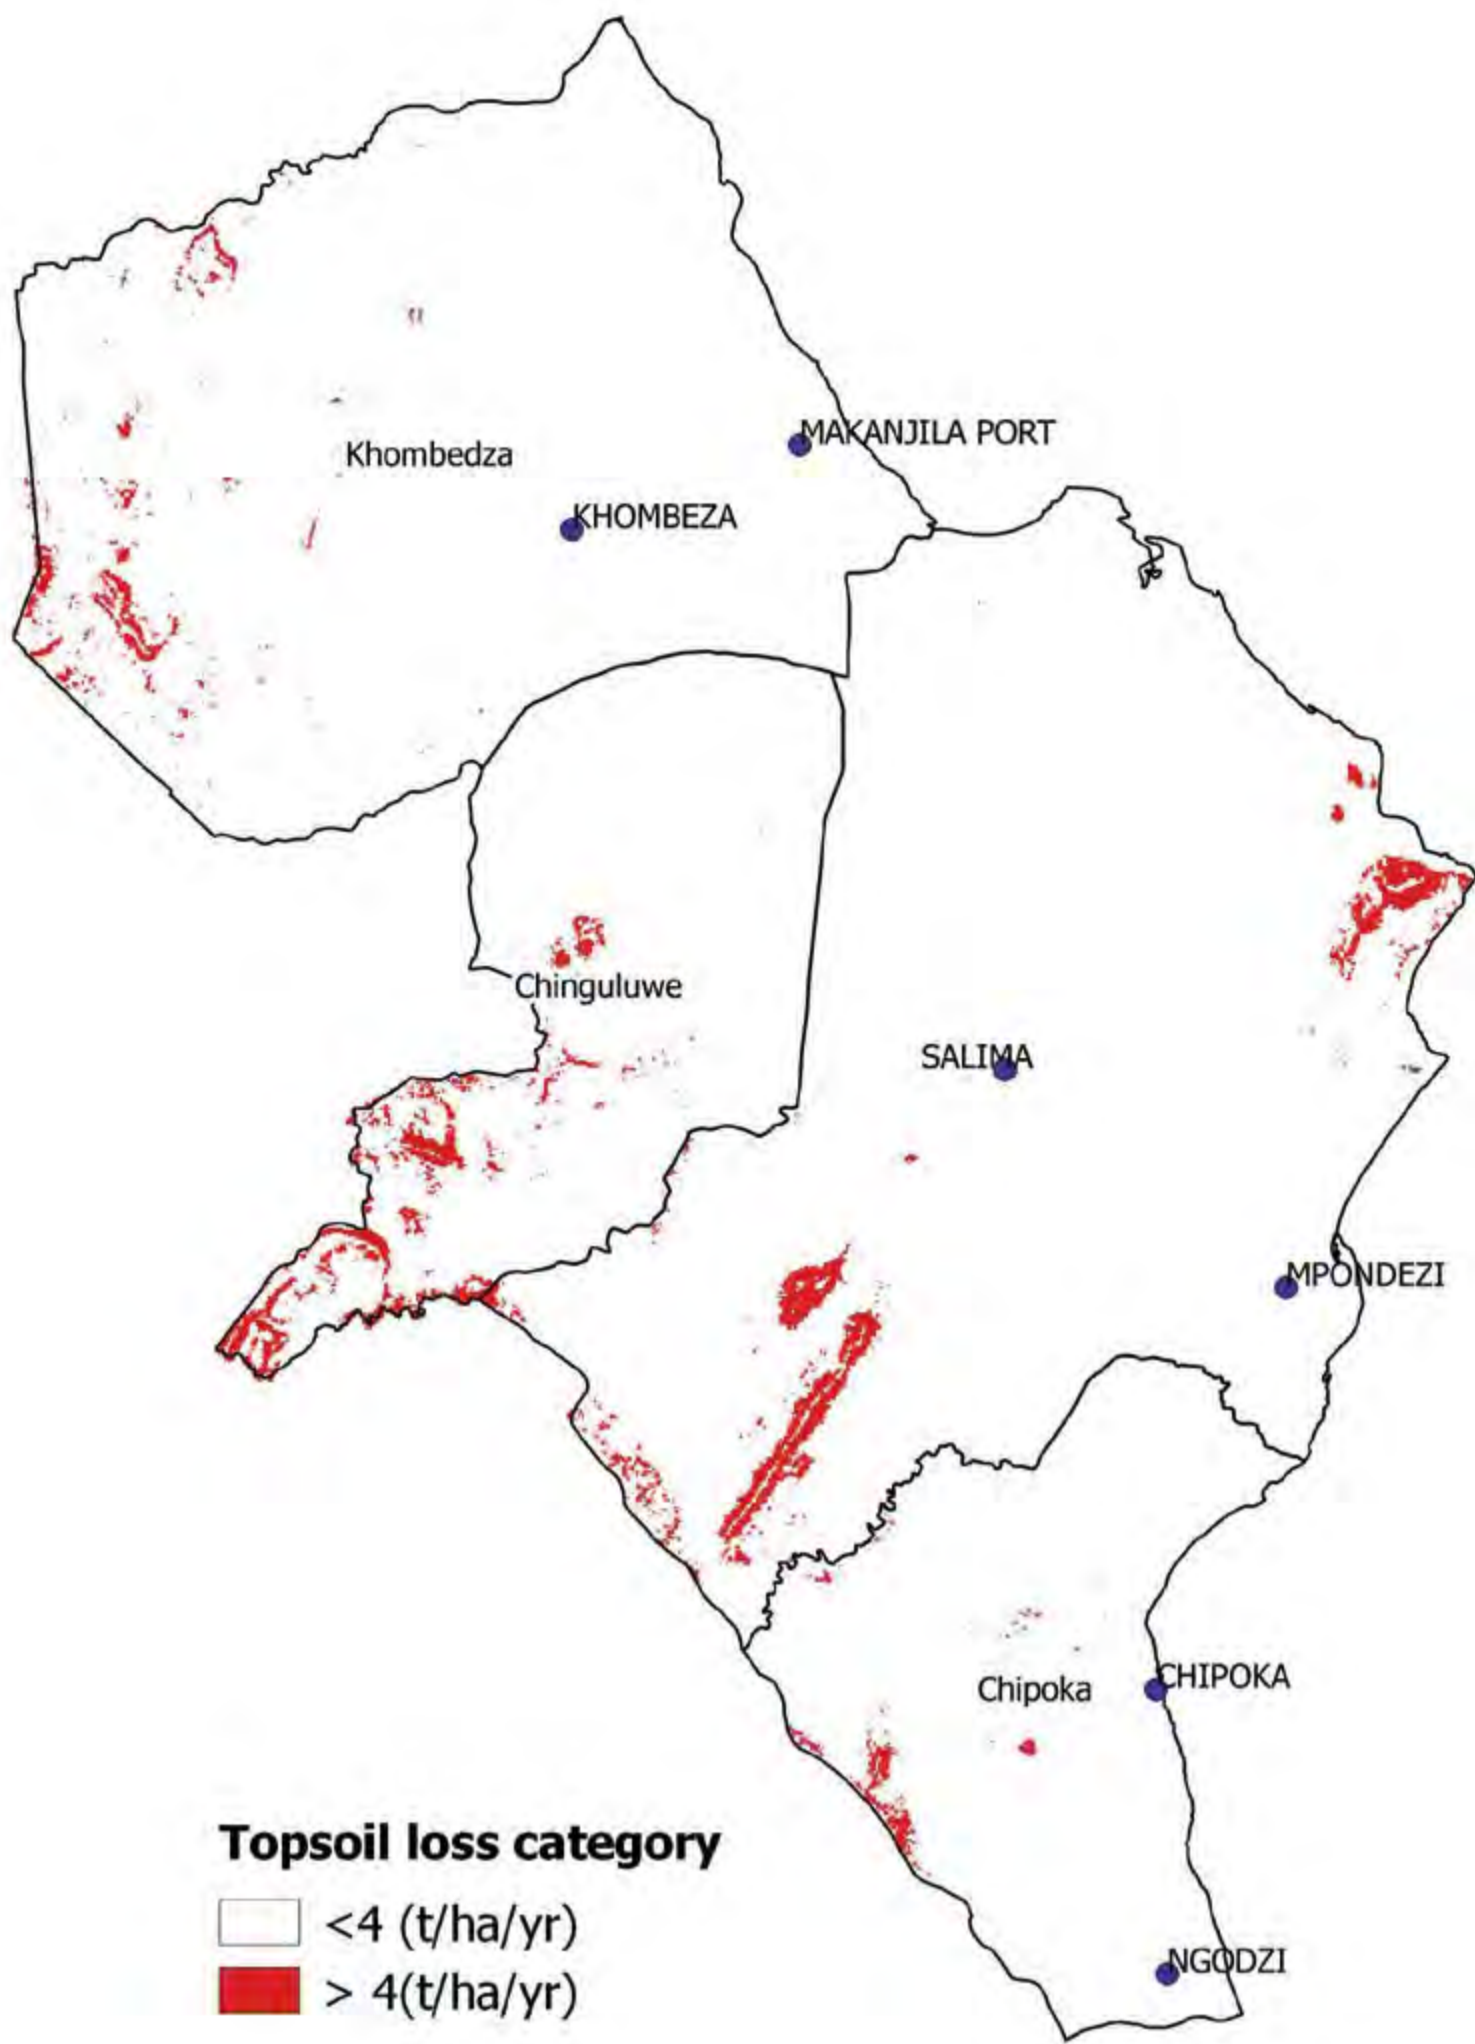 MAKANJILA PORT
Khombedza
KHOMBEZA
Chinguluwe
SALIMA
MPONDEZI
Chipoka
CHIPOKA
Topsoil loss category
<4 (t/ha/yr)
> 4(t/ha/yr)
NGODZI